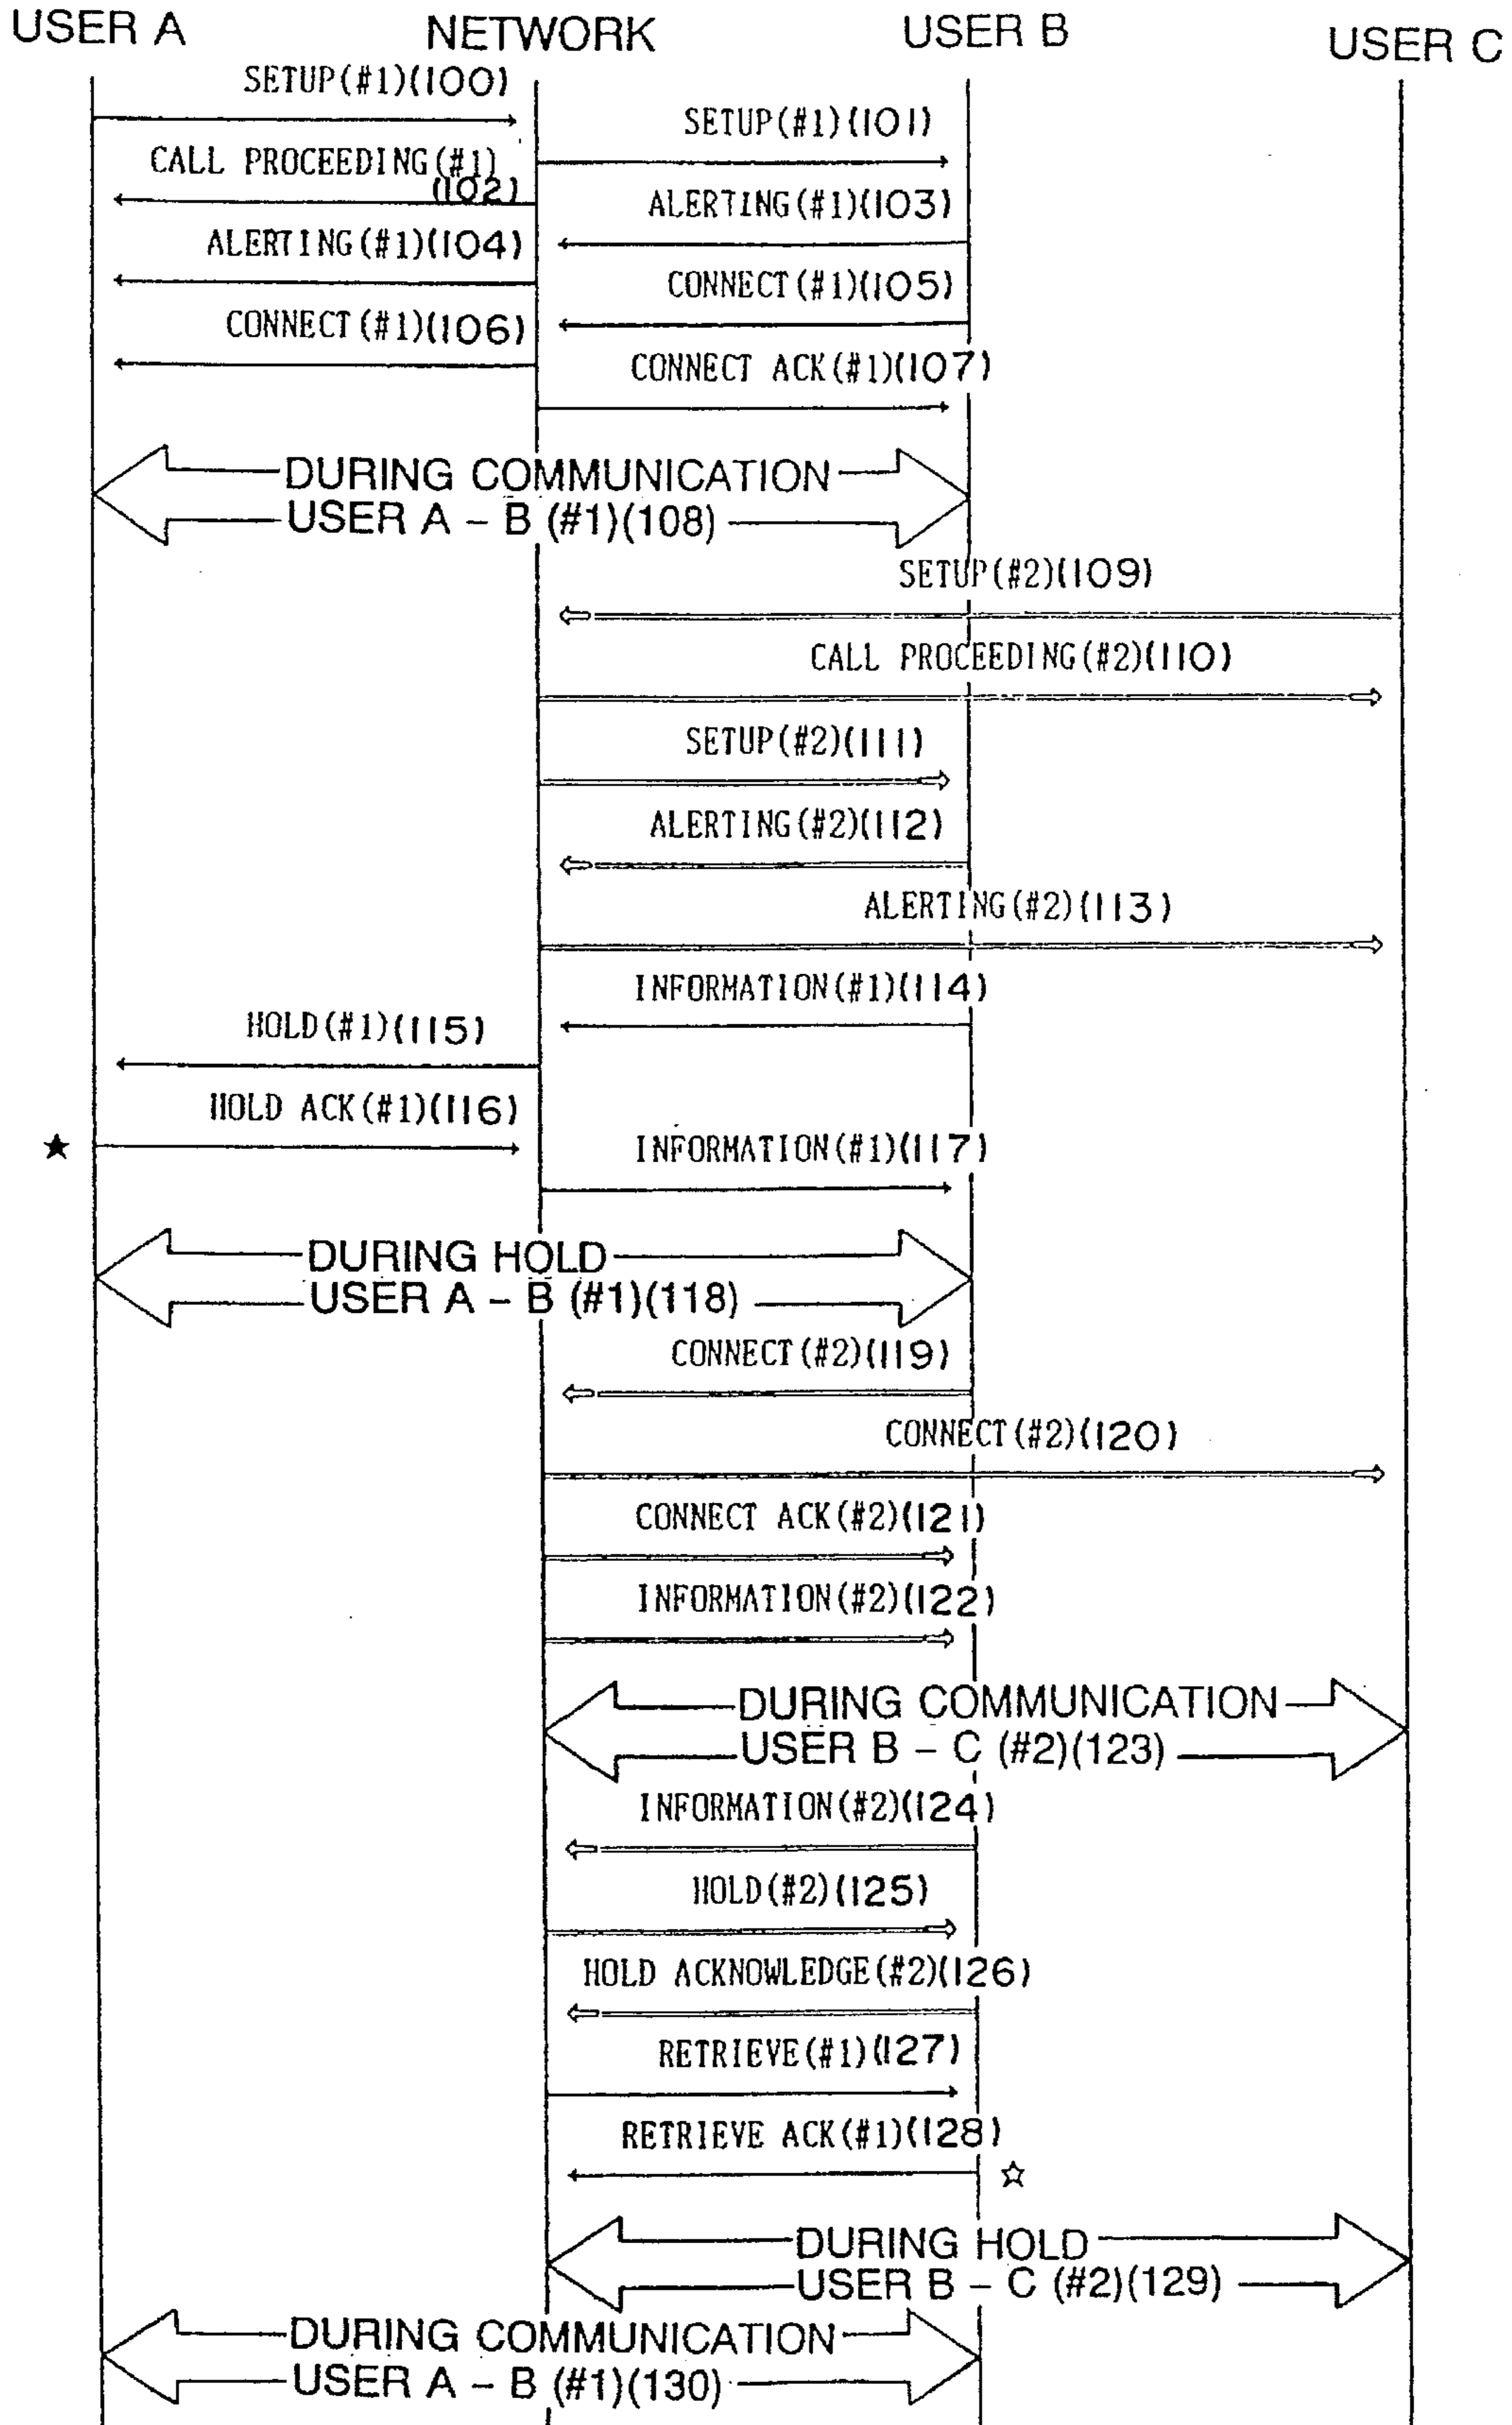 USER A
NETWORK
USER B
USER C
SETUP(#1)(100)
SETUP(#1)(101)
CALL PROCEEDING(#1)
(102)
ALERTING(#1)(103)
ALERTING(#1)(104)
CONNECT(#1)(105)
CONNECT(#1)(106)
CONNECT ACK(#1)(107)
DURING COMMUNICATION
USER A – B (#1)(108)
SETUP(#2)(109)
CALL PROCEEDING(#2)(110)
SETUP(#2)(111)
ALERTING(#2)(112)
ALERTING(#2)(113)
INFORMATION(#1)(114)
HOLD(#1)(115)
HOLD ACK(#1)(116)
★
INFORMATION(#1)(117)
DURING HOLD
USER A – B (#1)(118)
CONNECT(#2)(119)
CONNECT(#2)(120)
CONNECT ACK(#2)(121)
INFORMATION(#2)(122)
DURING COMMUNICATION
USER B – C (#2)(123)
INFORMATION(#2)(124)
HOLD(#2)(125)
HOLD ACKNOWLEDGE(#2)(126)
RETRIEVE(#1)(127)
RETRIEVE ACK(#1)(128)
☆
DURING HOLD
USER B – C (#2)(129)
DURING COMMUNICATION
USER A – B (#1)(130)